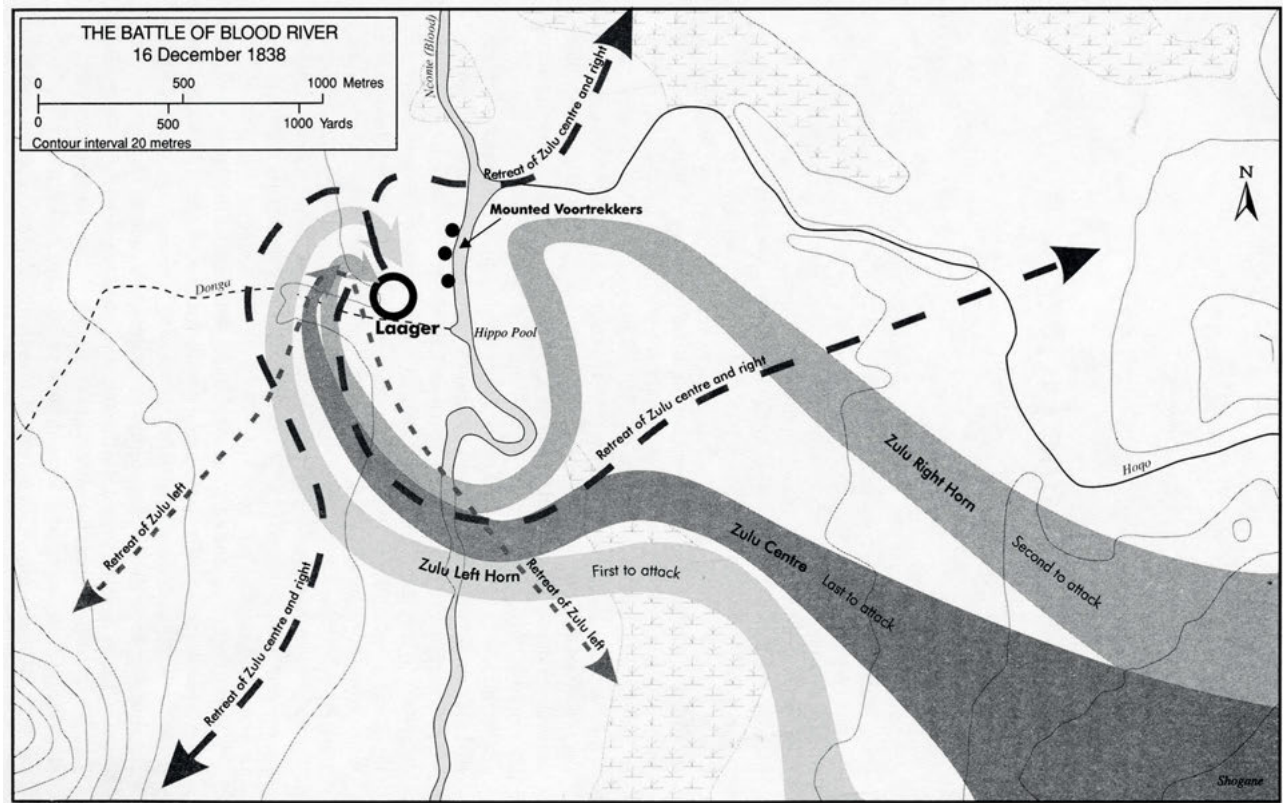 THE BATTLE OF BLOOD RIVER
16 December 1838
0 500 1000 Metres
0 500 1000 Yards
Contour interval 20 metres
Ncome (Blood)
Retreat of Zulu centre and right
Mounted Voortrekkers
N
Donga
Laager
Hippo Pool
Retreat of Zulu centre and right
Hoqo
Zulu Right Horn
Second to attack
Retreat of Zulu left
Zulu Centre
Last to attack
Zulu Left Horn
First to attack
Retreat of Zulu left
Retreat of Zulu centre and right
Shogane